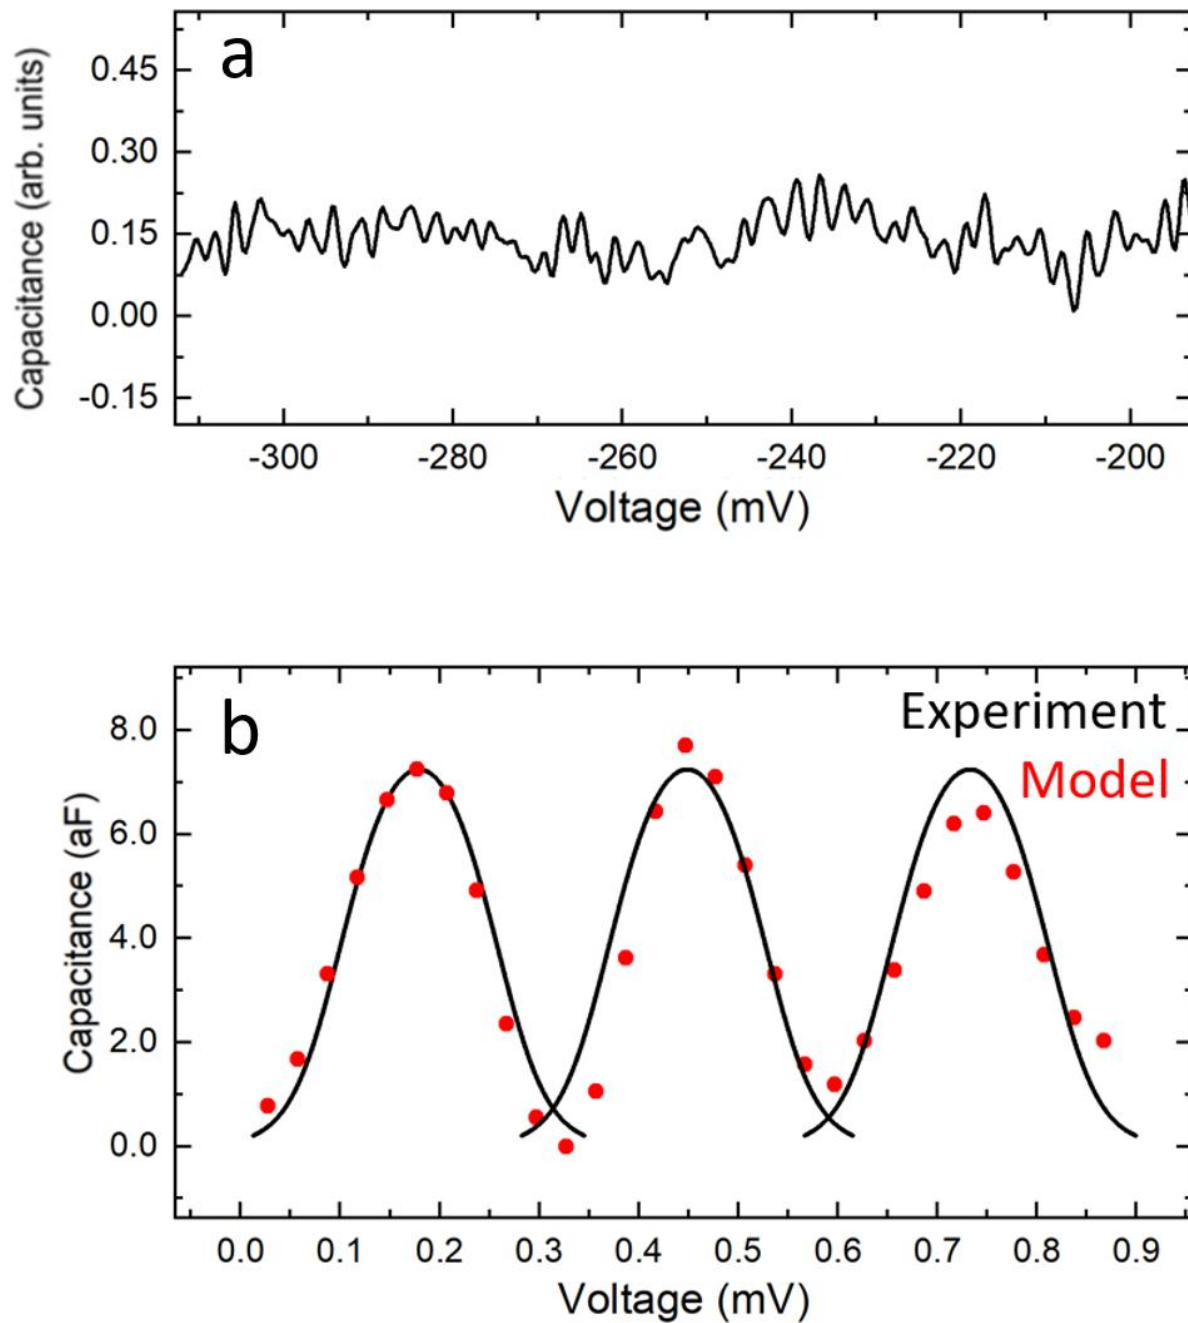 a
Capacitance (arb. units)
0.45
0.30
0.15
0.00
-0.15
-300 -280 -260 -240 -220 -200
Voltage (mV)
b
Experiment
Model
Capacitance (aF)
8.0
6.0
4.0
2.0
0.0
0.0 0.1 0.2 0.3 0.4 0.5 0.6 0.7 0.8 0.9
Voltage (mV)